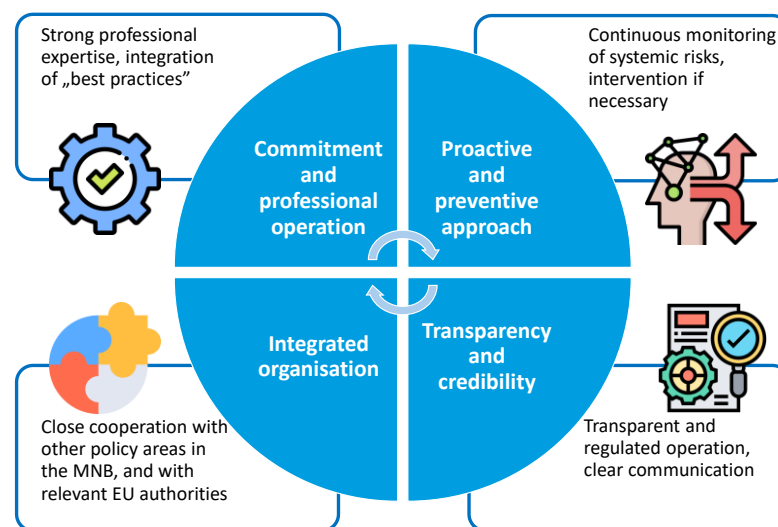 Strong professional
expertise, integration
of „best practices”
Continuous monitoring
of systemic risks,
intervention if
necessary
Commitment
and
professional
operation
Proactive
and
preventive
approach
Integrated
organisation
Transparency
and
credibility
Close cooperation with
other policy areas in
the MNB, and with
relevant EU authorities
Transparent and
regulated operation,
clear communication